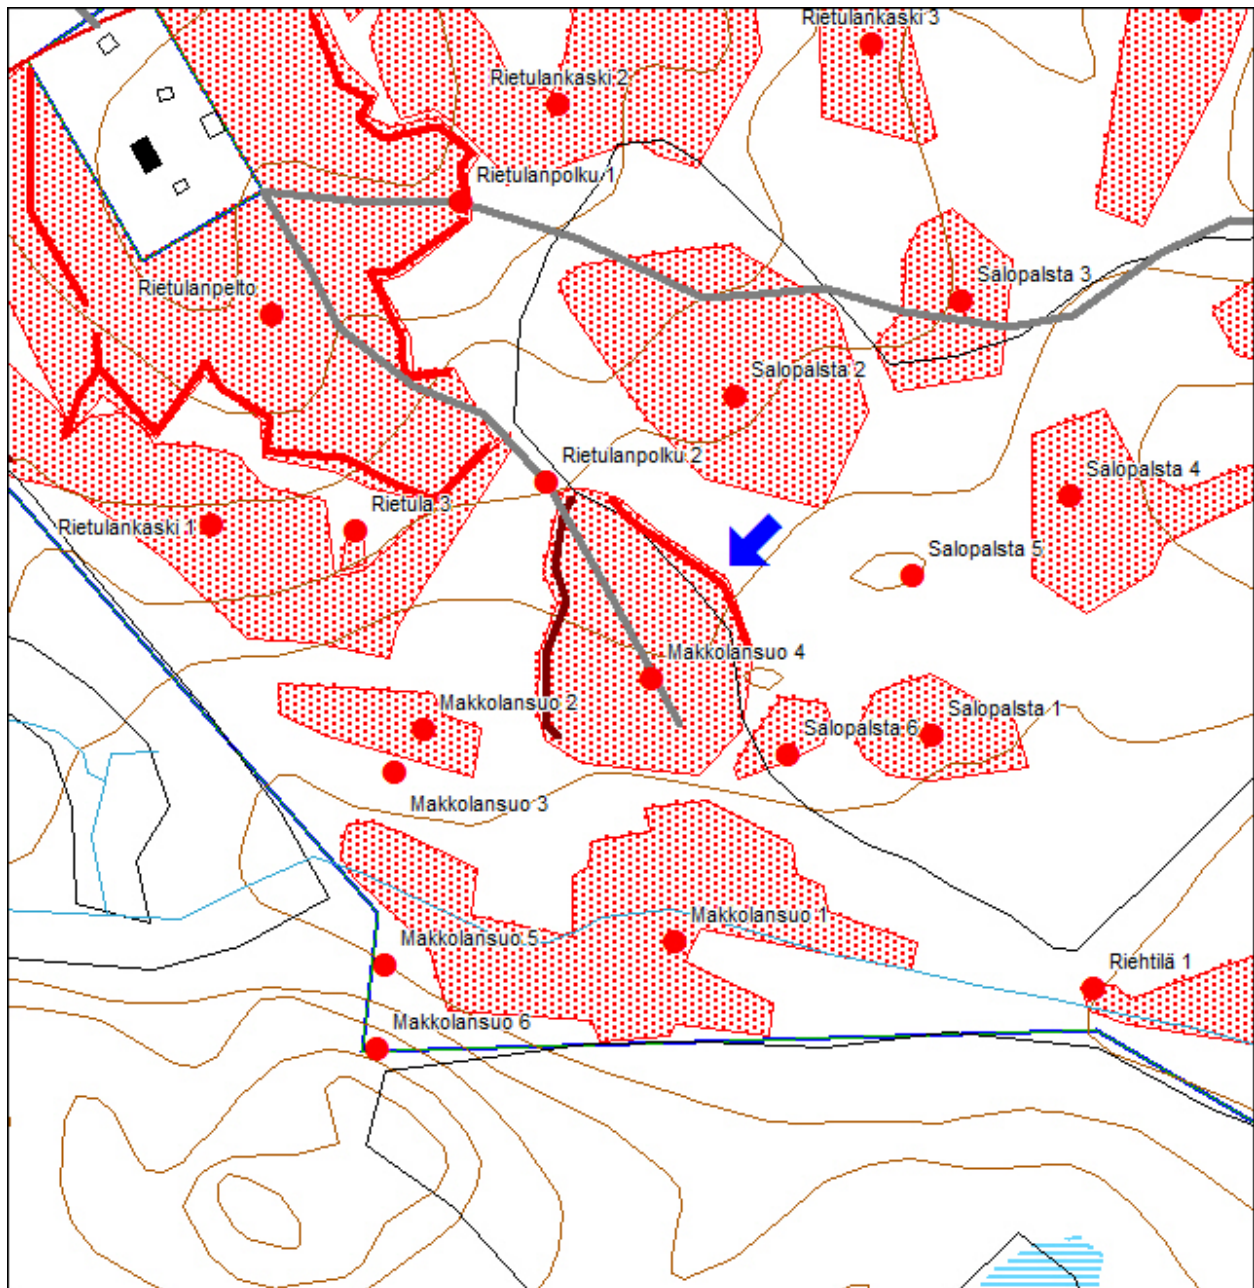 Rietulankaski 3
Rietulankaski 2
Rietulanpolku 1
Salopalsta 3
Rietulanpelto
Salopalsta 2
Rietulanpolku 2
Salopalsta 4
Rietula 3
Rietulankaski 1
Salopalsta 5
Makkolansuo 4
Makkolansuo 2
Salopalsta 1
Salopalsta 6
Makkolansuo 3
Makkolansuo 1
Makkolansuo 5
Riehtilä 1
Makkolansuo 6